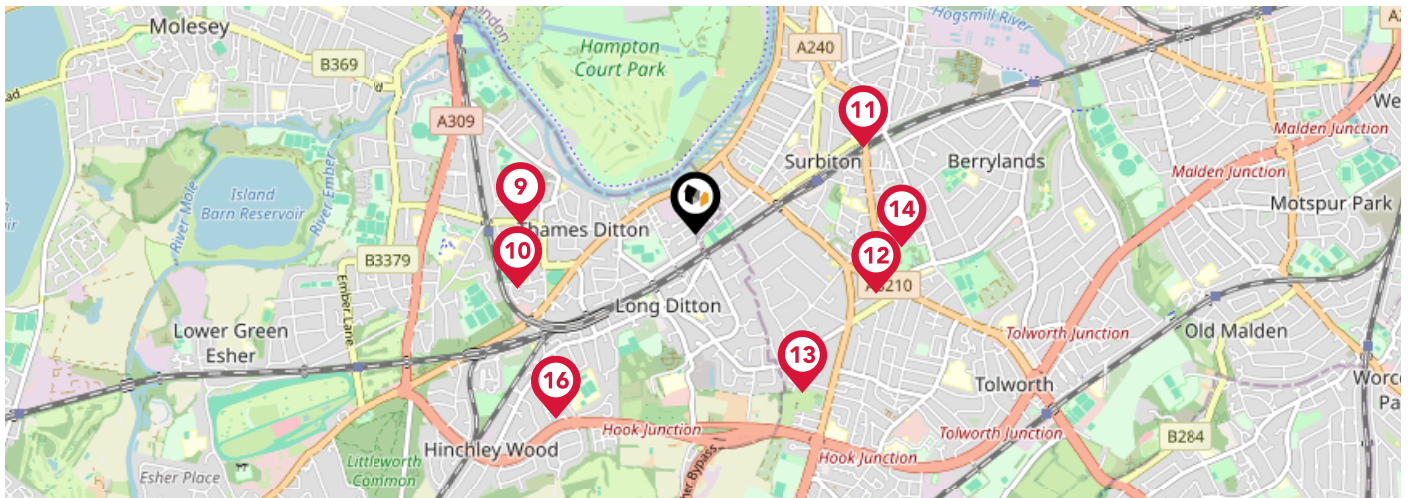 Molesey
B369
Hampton
Court Park
A240
Hogsmill River
A309
11
Malden Junction
Surbiton
Berrylands
Malden Junction
9
Island
Barn Reservoir
River Mole
River Ember
Thames Ditton
14
Motspur Park
10
B3379
12
Ember Lane
Long Ditton
Lower Green
Esher
Tolworth Junction
Old Malden
13
16
Tolworth
Hook Junction
Tolworth Junction
B284
Hinchley Wood
Hook Junction
Littleworth
Common
Esher Place